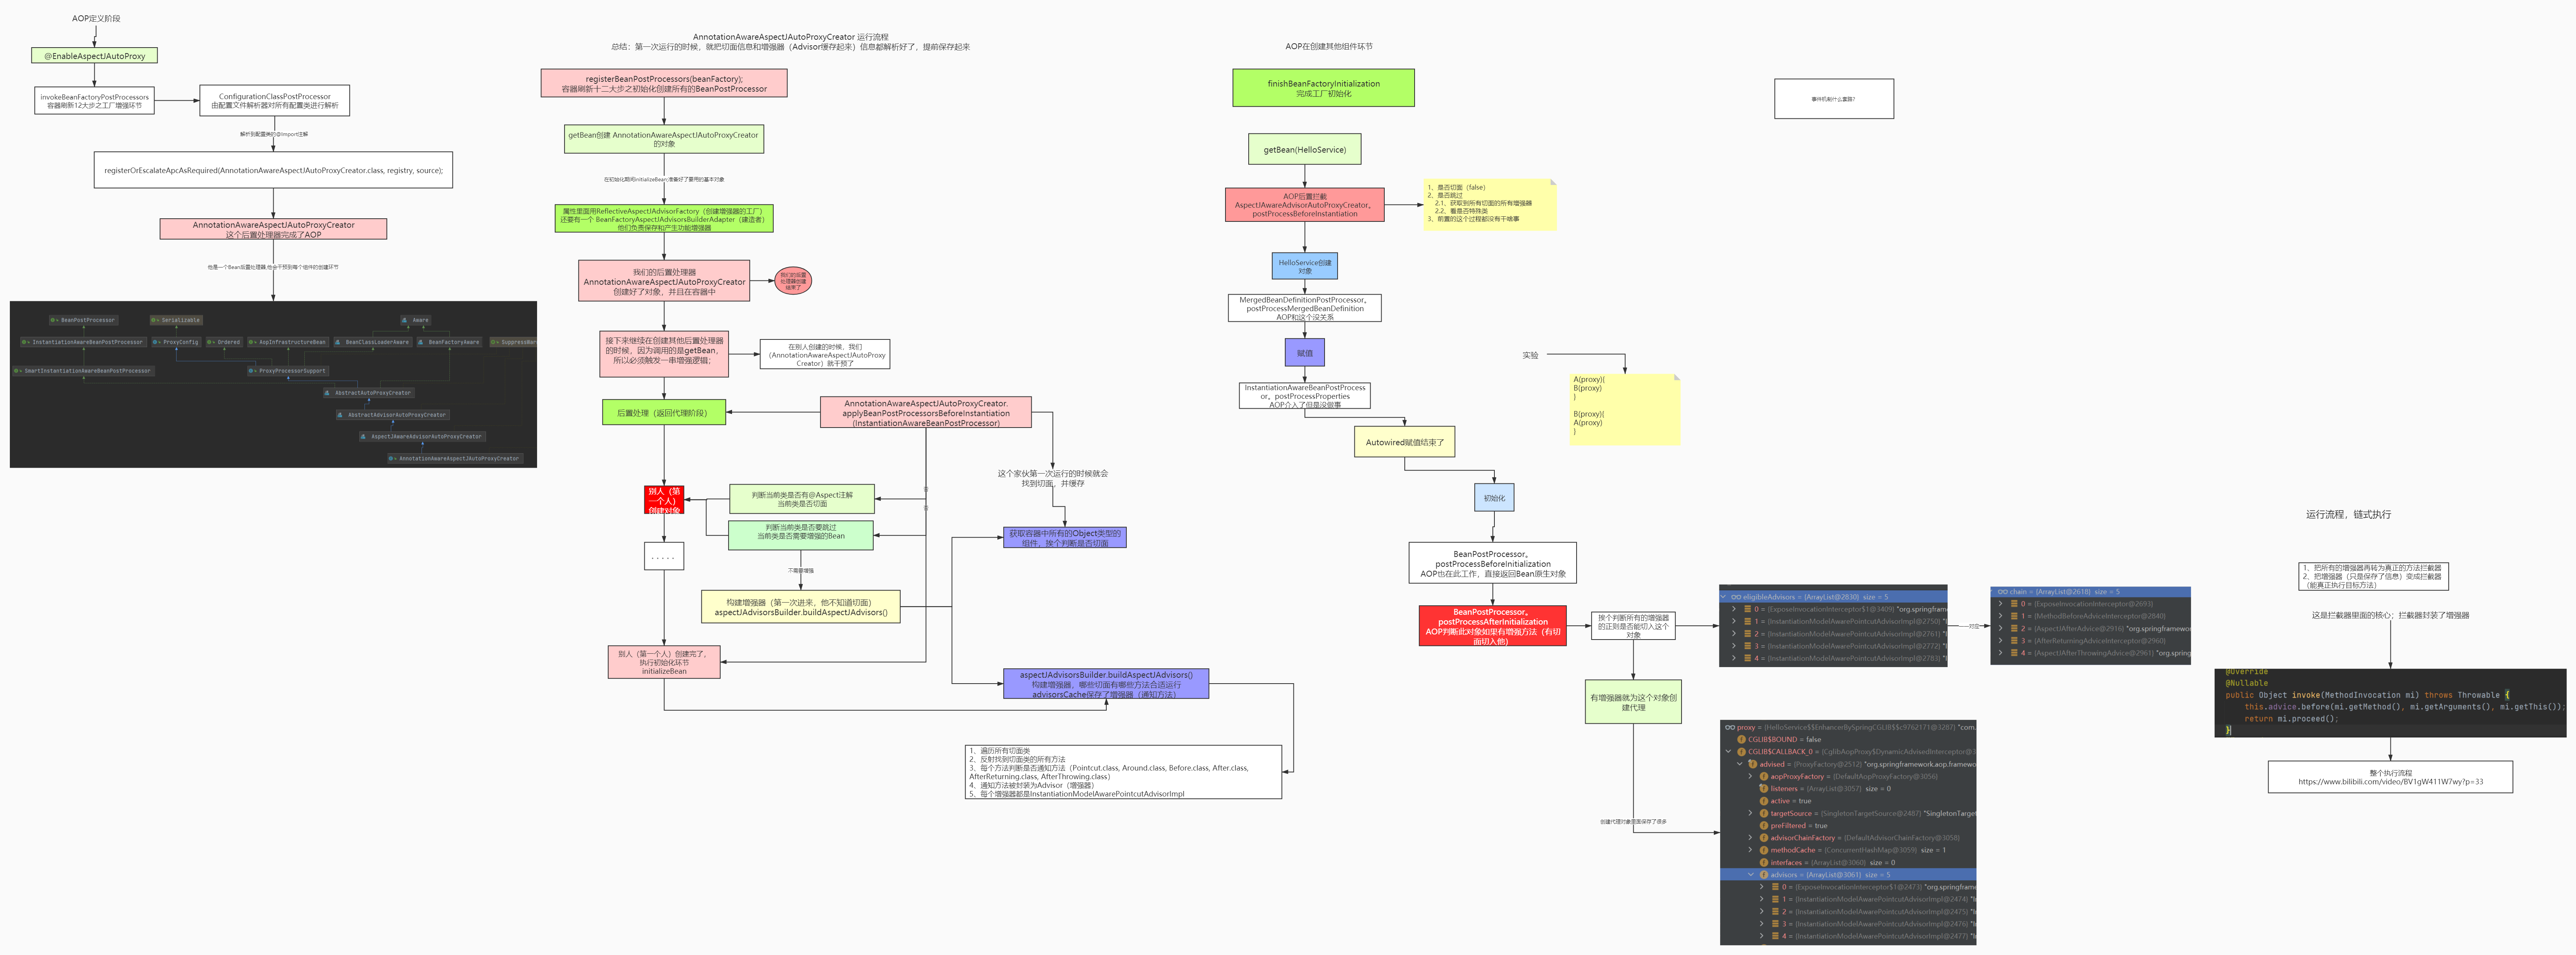 AOP定义阶段
@EnableAspectJAutoProxy
invokeBeanFactoryPostProcessors
容器刷新12大步之工厂增强环节
ConfigurationClassPostProcessor
由配置文件解析器对所有配置类进行解析
解析到配置类的@Import注解
registerOrEscalateApcAsRequired(AnnotationAwareAspectJAutoProxyCreator.class, registry, source);
AnnotationAwareAspectJAutoProxyCreator
这个后置处理器完成了AOP
他是一个Bean后置处理器,他会干预到每个组件的创建环节
BeanPostProcessor
Serializable
Aware
InstantiationAwareBeanPostProcessor
ProxyConfig
Ordered
AopInfrastructureBean
BeanClassLoaderAware
BeanFactoryAware
SuppressWar
SmartInstantiationAwareBeanPostProcessor
ProxyProcessorSupport
AbstractAutoProxyCreator
AbstractAdvisorAutoProxyCreator
AspectJAwareAdvisorAutoProxyCreator
AnnotationAwareAspectJAutoProxyCreator
AnnotationAwareAspectJAutoProxyCreator 运行流程
总结：第一次运行的时候，就把切面信息和增强器（Advisor缓存起来）信息都解析好了，提前保存起来
registerBeanPostProcessors(beanFactory);
容器刷新十二大步之初始化创建所有的BeanPostProcessor
getBean创建 AnnotationAwareAspectJAutoProxyCreator
的对象
在初始化期间initializeBean;准备好了要用的基本对象
属性里面用ReflectiveAspectJAdvisorFactory（创建增强器的工厂）
还要有一个 BeanFactoryAspectJAdvisorsBuilderAdapter（建造者）
他们负责保存和产生功能增强器
我们的后置处理器
AnnotationAwareAspectJAutoProxyCreator
创建好了对象，并且在容器中
我们的后置
处理器创建
结束了
接下来继续在创建其他后置处理器
的时候，因为调用的是getBean，
所以必须触发一串增强逻辑；
在别人创建的时候，我们
（AnnotationAwareAspectJAutoProxy
Creator）就干预了
后置处理（返回代理阶段）
AnnotationAwareAspectJAutoProxyCreator.
applyBeanPostProcessorsBeforeInstantiation
(InstantiationAwareBeanPostProcessor)
这个家伙第一次运行的时候就会
找到切面，并缓存
别人（第
一个人）
创建对象
判断当前类是否有@Aspect注解
当前类是否切面
判断当前类是否要跳过
当前类是否需要增强的Bean
获取容器中所有的Object类型的
组件，挨个判断是否切面
. . . . .
不需要增强
构建增强器（第一次进来，他不知道切面）
aspectJAdvisorsBuilder.buildAspectJAdvisors()
别人（第一个人）创建完了，
执行初始化环节
initializeBean
aspectJAdvisorsBuilder.buildAspectJAdvisors()
构建增强器，哪些切面有哪些方法合适运行
advisorsCache保存了增强器（通知方法）
1、遍历所有切面类
2、反射找到切面类的所有方法
3、每个方法判断是否通知方法（Pointcut.class, Around.class, Before.class, After.class,
AfterReturning.class, AfterThrowing.class）
4、通知方法被封装为Advisor（增强器）
5、每个增强器都是InstantiationModelAwarePointcutAdvisorImpl
AOP在创建其他组件环节
finishBeanFactoryInitialization
完成工厂初始化
getBean(HelloService)
AOP后置拦截
AspectJAwareAdvisorAutoProxyCreator。
postProcessBeforeInstantiation
1、是否切面（false）
2、是否跳过
2.1、获取到所有切面的所有增强器
2.2、看是否特殊类
3、前置的这个过程都没有干啥事
HelloService创建
对象
MergedBeanDefinitionPostProcessor。
postProcessMergedBeanDefinition
AOP和这个没关系
赋值
InstantiationAwareBeanPostProcess
or。postProcessProperties
AOP介入了但是没做事
Autowired赋值结束了
初始化
BeanPostProcessor。
postProcessBeforeInitialization
AOP也在此工作，直接返回Bean原生对象
BeanPostProcessor。
postProcessAfterInitialization
AOP判断此对象如果有增强方法（有切
面切入他)
挨个判断所有的增强器
的正则是否能切入这个
对象
有增强器就为这个对象创
建代理
创建代理对象里面保存了很多
事件机制什么套路?
实验
A(proxy){
B(proxy)
}
B(proxy){
A(proxy)
}
eligibleAdvisors = {ArrayList@2830} size = 5
0 = {ExposeInvocationInterceptor$1@3409} "org.springfram
1 = {InstantiationModelAwarePointcutAdvisorImpl@2750} "I
2 = {InstantiationModelAwarePointcutAdvisorImpl@2761} "I
3 = {InstantiationModelAwarePointcutAdvisorImpl@2772} "I
4 = {InstantiationModelAwarePointcutAdvisorImpl@2783} "I
对应
chain = {ArrayList@2618} size = 5
0 = {ExposeInvocationInterceptor@2693}
1 = {MethodBeforeAdviceInterceptor@2840}
2 = {AspectJAfterAdvice@2916} "org.springframewor
3 = {AfterReturningAdviceInterceptor@2960}
4 = {AspectJAfterThrowingAdvice@2961} "org.spring
proxy = {HelloService$$EnhancerBySpringCGLIB$$c9762171@3287} "com.
CGLIB$BOUND = false
CGLIB$CALLBACK_0 = {CglibAopProxy$DynamicAdvisedInterceptor@3
advised = {ProxyFactory@2512} "org.springframework.aop.framew
aopProxyFactory = {DefaultAopProxyFactory@3056}
listeners = {ArrayList@3057} size = 0
active = true
targetSource = {SingletonTargetSource@2487} "SingletonTarget
preFiltered = true
advisorChainFactory = {DefaultAdvisorChainFactory@3058}
methodCache = {ConcurrentHashMap@3059} size = 1
interfaces = {ArrayList@3060} size = 0
advisors = {ArrayList@3061} size = 5
0 = {ExposeInvocationInterceptor$1@2473} "org.springframe
1 = {InstantiationModelAwarePointcutAdvisorImpl@2474} "I
2 = {InstantiationModelAwarePointcutAdvisorImpl@2475} "I
3 = {InstantiationModelAwarePointcutAdvisorImpl@2476} "I
4 = {InstantiationModelAwarePointcutAdvisorImpl@2477} "I
运行流程，链式执行
1、把所有的增强器再转为真正的方法拦截器
2、把增强器（只是保存了信息）变成拦截器
（能真正执行目标方法）
这是拦截器里面的核心；拦截器封装了增强器
@Override
@Nullable
public Object invoke(MethodInvocation mi) throws Throwable {
this.advice.before(mi.getMethod(), mi.getArguments(), mi.getThis());
return mi.proceed();
}
整个执行流程
https://www.bilibili.com/video/BV1gW411W7wy?p=33